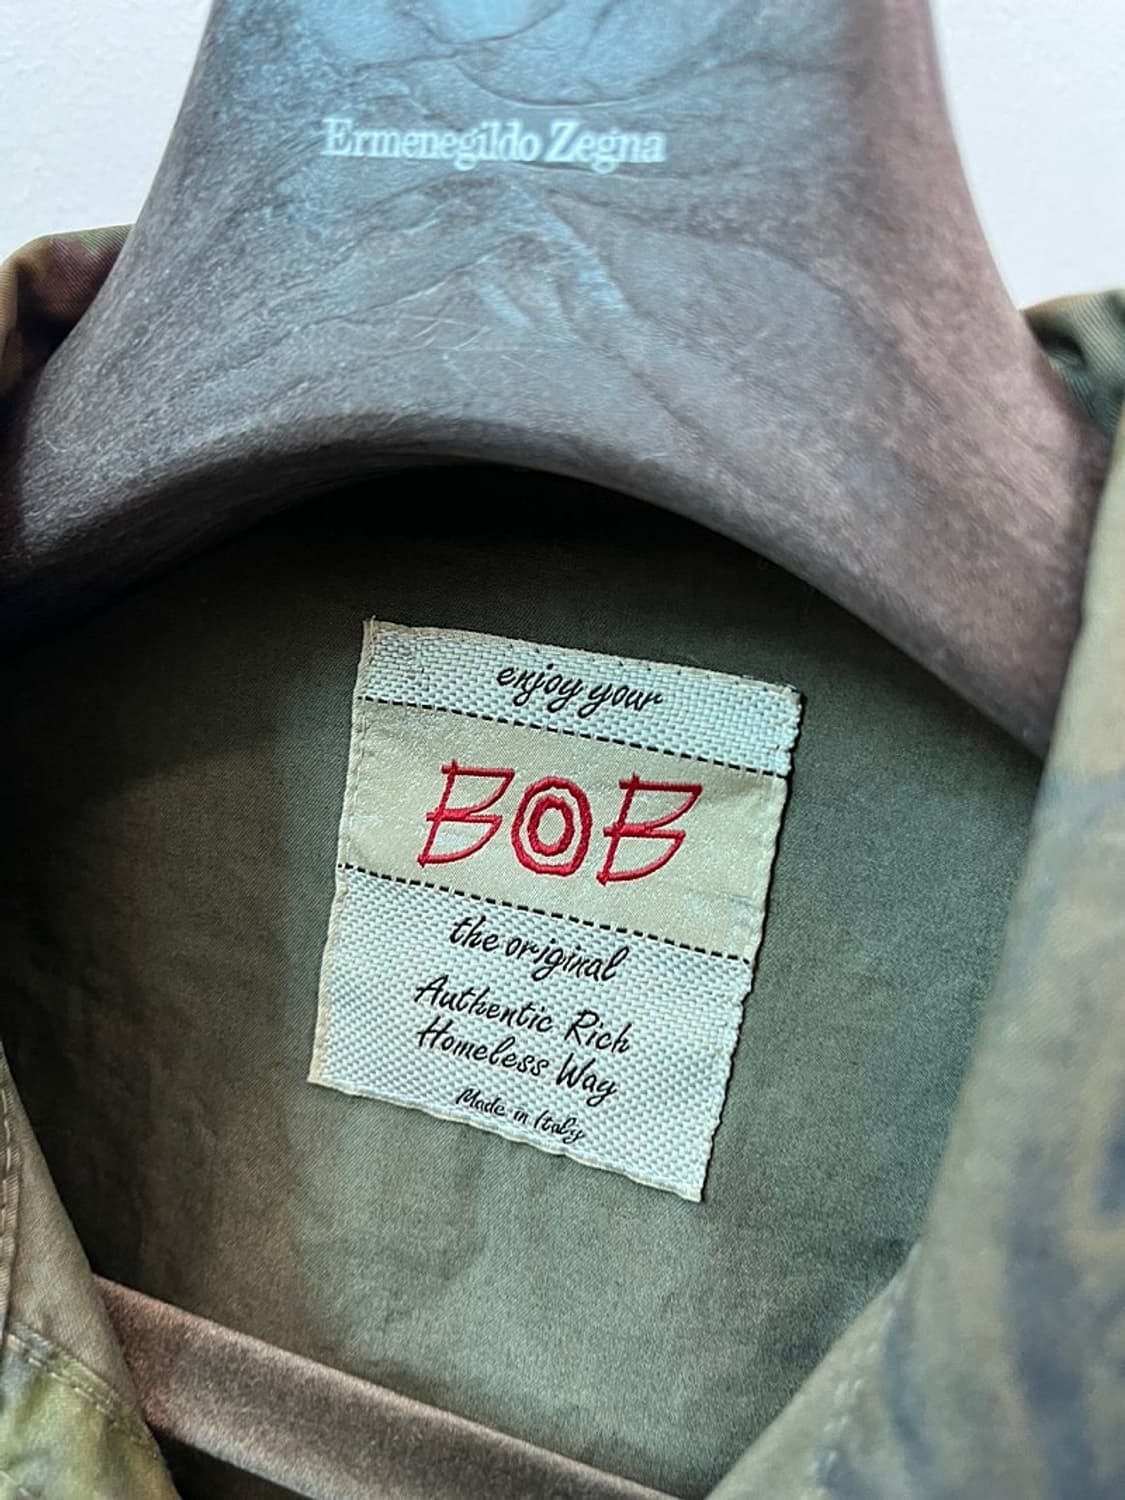 Ermenegildo Zegna
enjoy your
BOB
the original
Authentic Rich
Homeless Way
Made in Italy